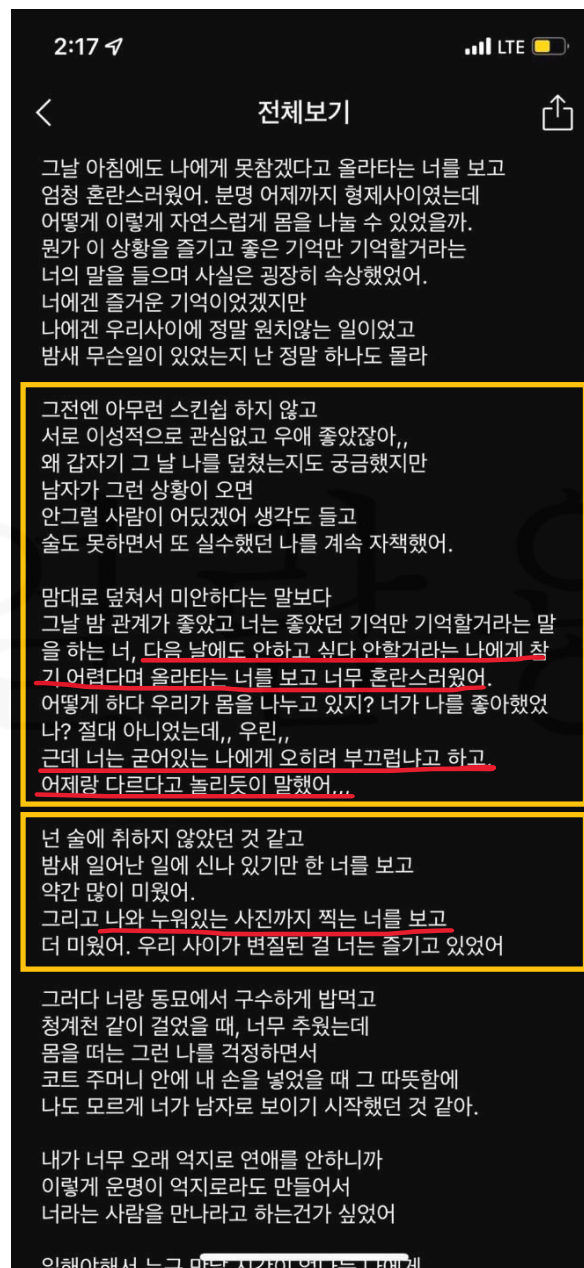 2:17
LTE
전체보기
그날 아침에도 나에게 못참겠다고 올라타는 너를 보고
엄청 혼란스러웠어. 분명 어제까지 형제사이였는데
어떻게 이렇게 자연스럽게 몸을 나눌 수 있었을까.
뭔가 이 상황을 즐기고 좋은 기억만 기억할거라는
너의 말을 들으며 사실은 굉장히 속상했었어.
너에겐 즐거운 기억이었겠지만
나에겐 우리사이에 정말 원치않는 일이었고
밤새 무슨일이 있었는지 난 정말 하나도 몰라
그전엔 아무런 스킨쉽 하지 않고
서로 이성적으로 관심없고 우애 좋았잖아,,
왜 갑자기 그 날 나를 덮쳤는지도 궁금했지만
남자가 그런 상황이 오면
안그럴 사람이 어딨겠어 생각도 들고
술도 못하면서 또 실수했던 나를 계속 자책했어.
맘대로 덮쳐서 미안하다는 말보다
그날 밤 관계가 좋았고 너는 좋았던 기억만 기억할거라는 말
을 하는 너, 다음 날에도 안하고 싶다 안할거라는 나에게 참
기 어렵다며 올라타는 너를 보고 너무 혼란스러웠어.
어떻게 하다 우리가 몸을 나누고 있지? 너가 나를 좋아했었
나? 절대 아니었는데,, 우린,,
근데 너는 굳어있는 나에게 오히려 부끄럽냐고 하고.
어제랑 다르다고 놀리듯이 말했어,,,
넌 술에 취하지 않았던 것 같고
밤새 일어난 일에 신나 있기만 한 너를 보고
약간 많이 미웠어.
그리고 나와 누워있는 사진까지 찍는 너를 보고
더 미웠어. 우리 사이가 변질된 걸 너는 즐기고 있었어
그러다 너랑 동묘에서 구수하게 밥먹고
청계천 같이 걸었을 때, 너무 추웠는데
몸을 떠는 그런 나를 걱정하면서
코트 주머니 안에 내 손을 넣었을 때 그 따뜻함에
나도 모르게 너가 남자로 보이기 시작했던 것 같아.
내가 너무 오래 억지로 연애를 안하니까
이렇게 운명이 억지로라도 만들어서
너라는 사람을 만나라고 하는건가 싶었어